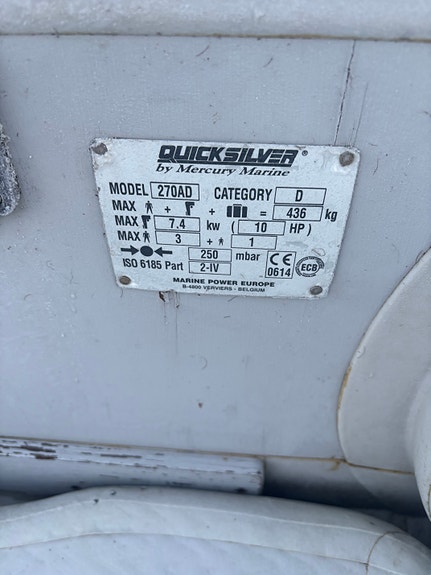 QUICKSILVER®
by Mercury Marine
MODEL 270AD CATEGORY D
MAX + + = 436 kg
MAX 7.4 kw ( 10 HP)
MAX 3 + 1
250 mbar
ISO 6185 Part 2-IV CE 0614 ECB
MARINE POWER EUROPE
B-4800 VERVIERS - BELGIUM